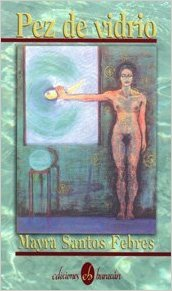 Pez de vidrio
Mayra Santos Febres
ediciones huracán